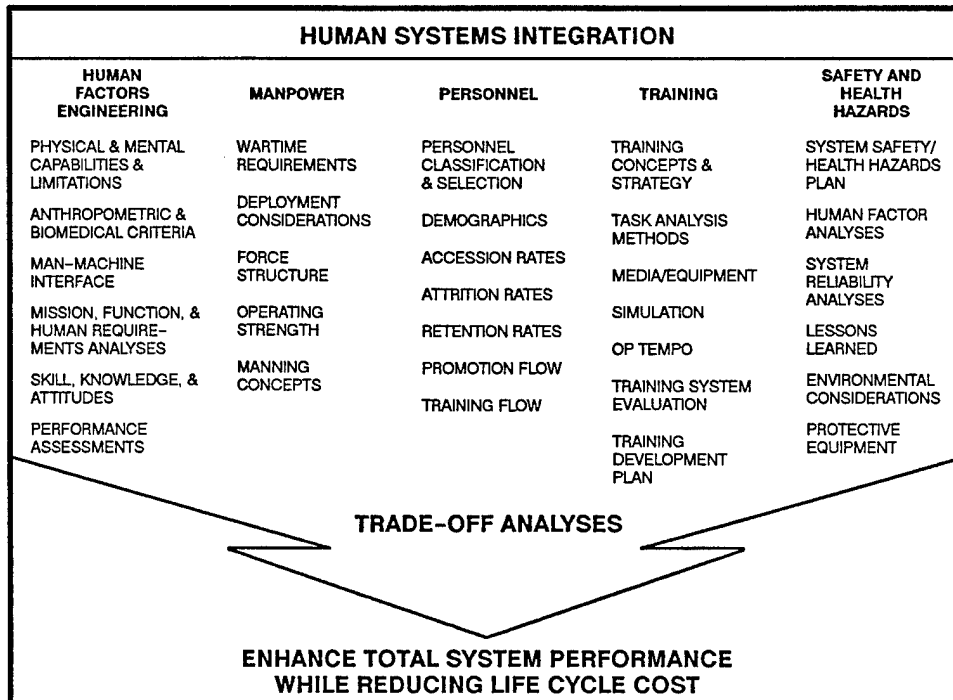 HUMAN SYSTEMS INTEGRATION
HUMAN
FACTORS
ENGINEERING
PHYSICAL & MENTAL
CAPABILITIES &
LIMITATIONS
ANTHROPOMETRIC &
BIOMEDICAL CRITERIA
MAN-MACHINE
INTERFACE
MISSION, FUNCTION, &
HUMAN REQUIRE-
MENTS ANALYSES
SKILL, KNOWLEDGE, &
ATTITUDES
PERFORMANCE
ASSESSMENTS
MANPOWER
WARTIME
REQUIREMENTS
DEPLOYMENT
CONSIDERATIONS
FORCE
STRUCTURE
OPERATING
STRENGTH
MANNING
CONCEPTS
PERSONNEL
PERSONNEL
CLASSIFICATION
& SELECTION
DEMOGRAPHICS
ACCESSION RATES
ATTRITION RATES
RETENTION RATES
PROMOTION FLOW
TRAINING FLOW
TRAINING
TRAINING
CONCEPTS &
STRATEGY
TASK ANALYSIS
METHODS
MEDIA/EQUIPMENT
SIMULATION
OP TEMPO
TRAINING SYSTEM
EVALUATION
TRAINING
DEVELOPMENT
PLAN
SAFETY AND
HEALTH
HAZARDS
SYSTEM SAFETY/
HEALTH HAZARDS
PLAN
HUMAN FACTOR
ANALYSES
SYSTEM
RELIABILITY
ANALYSES
LESSONS
LEARNED
ENVIRONMENTAL
CONSIDERATIONS
PROTECTIVE
EQUIPMENT
TRADE-OFF ANALYSES
ENHANCE TOTAL SYSTEM PERFORMANCE
WHILE REDUCING LIFE CYCLE COST